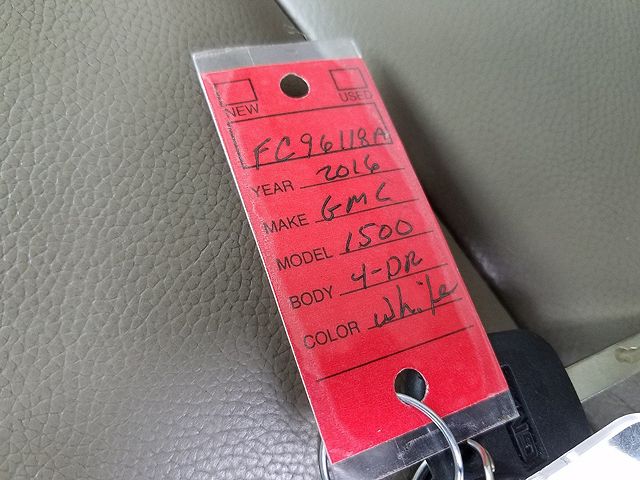 NEW USED
FC96118A
YEAR 2016
MAKE GMC
MODEL 1500
BODY 4-DR
COLOR White